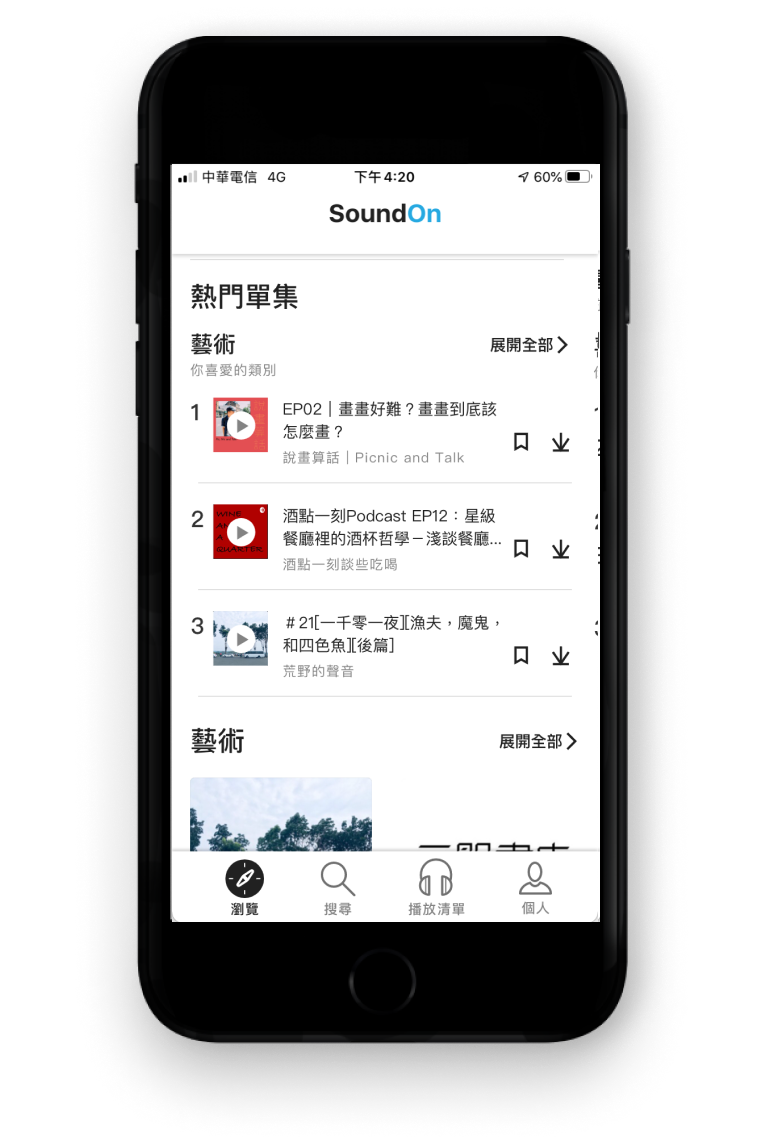 中華電信 4G 下午4:20 60%
SoundOn
熱門單集
藝術 展開全部
你喜愛的類別
1 EP02｜畫畫好難？畫畫到底該
怎麼畫？
說畫算話｜Picnic and Talk
2 酒點一刻Podcast EP12：星級
餐廳裡的酒杯哲學－淺談餐廳...
酒點一刻談些吃喝
3 ＃21[一千零一夜][漁夫，魔鬼，
和四色魚][後篇]
荒野的聲音
藝術 展開全部
瀏覽 搜尋 播放清單 個人